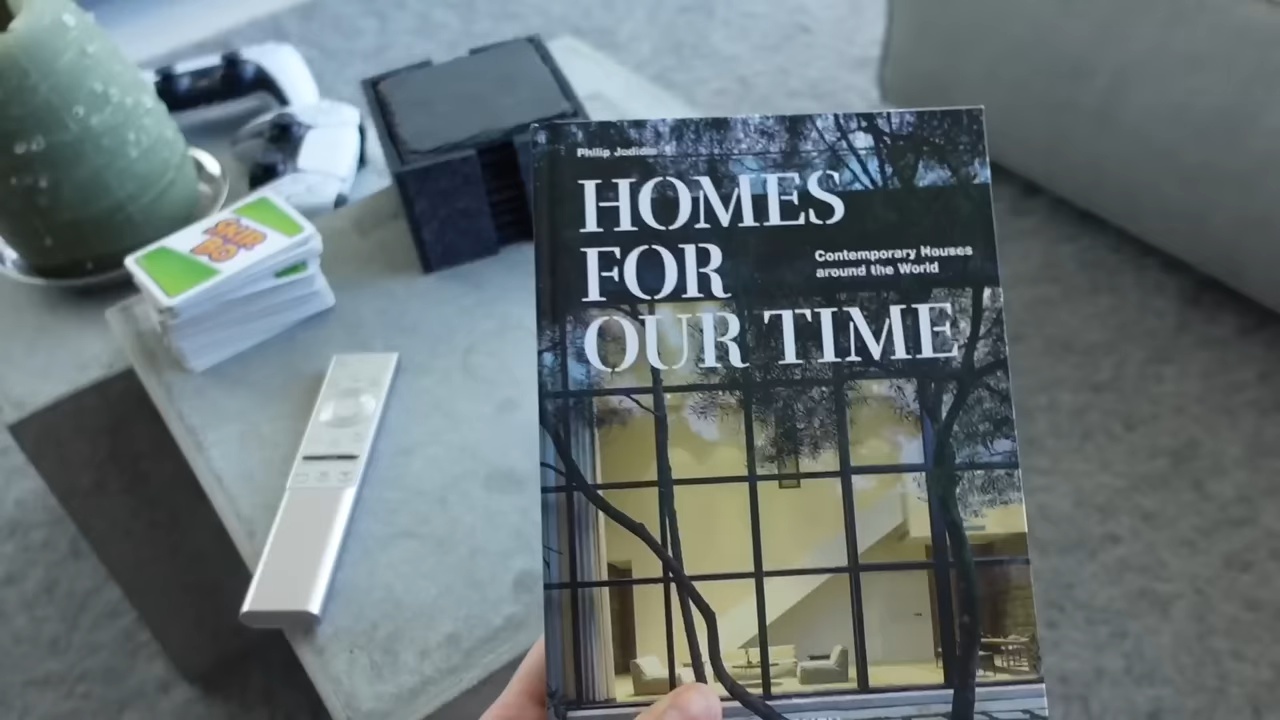 SKIP
BO
Philip Jodidio
HOMES
FOR
OUR TIME
Contemporary Houses
around the World